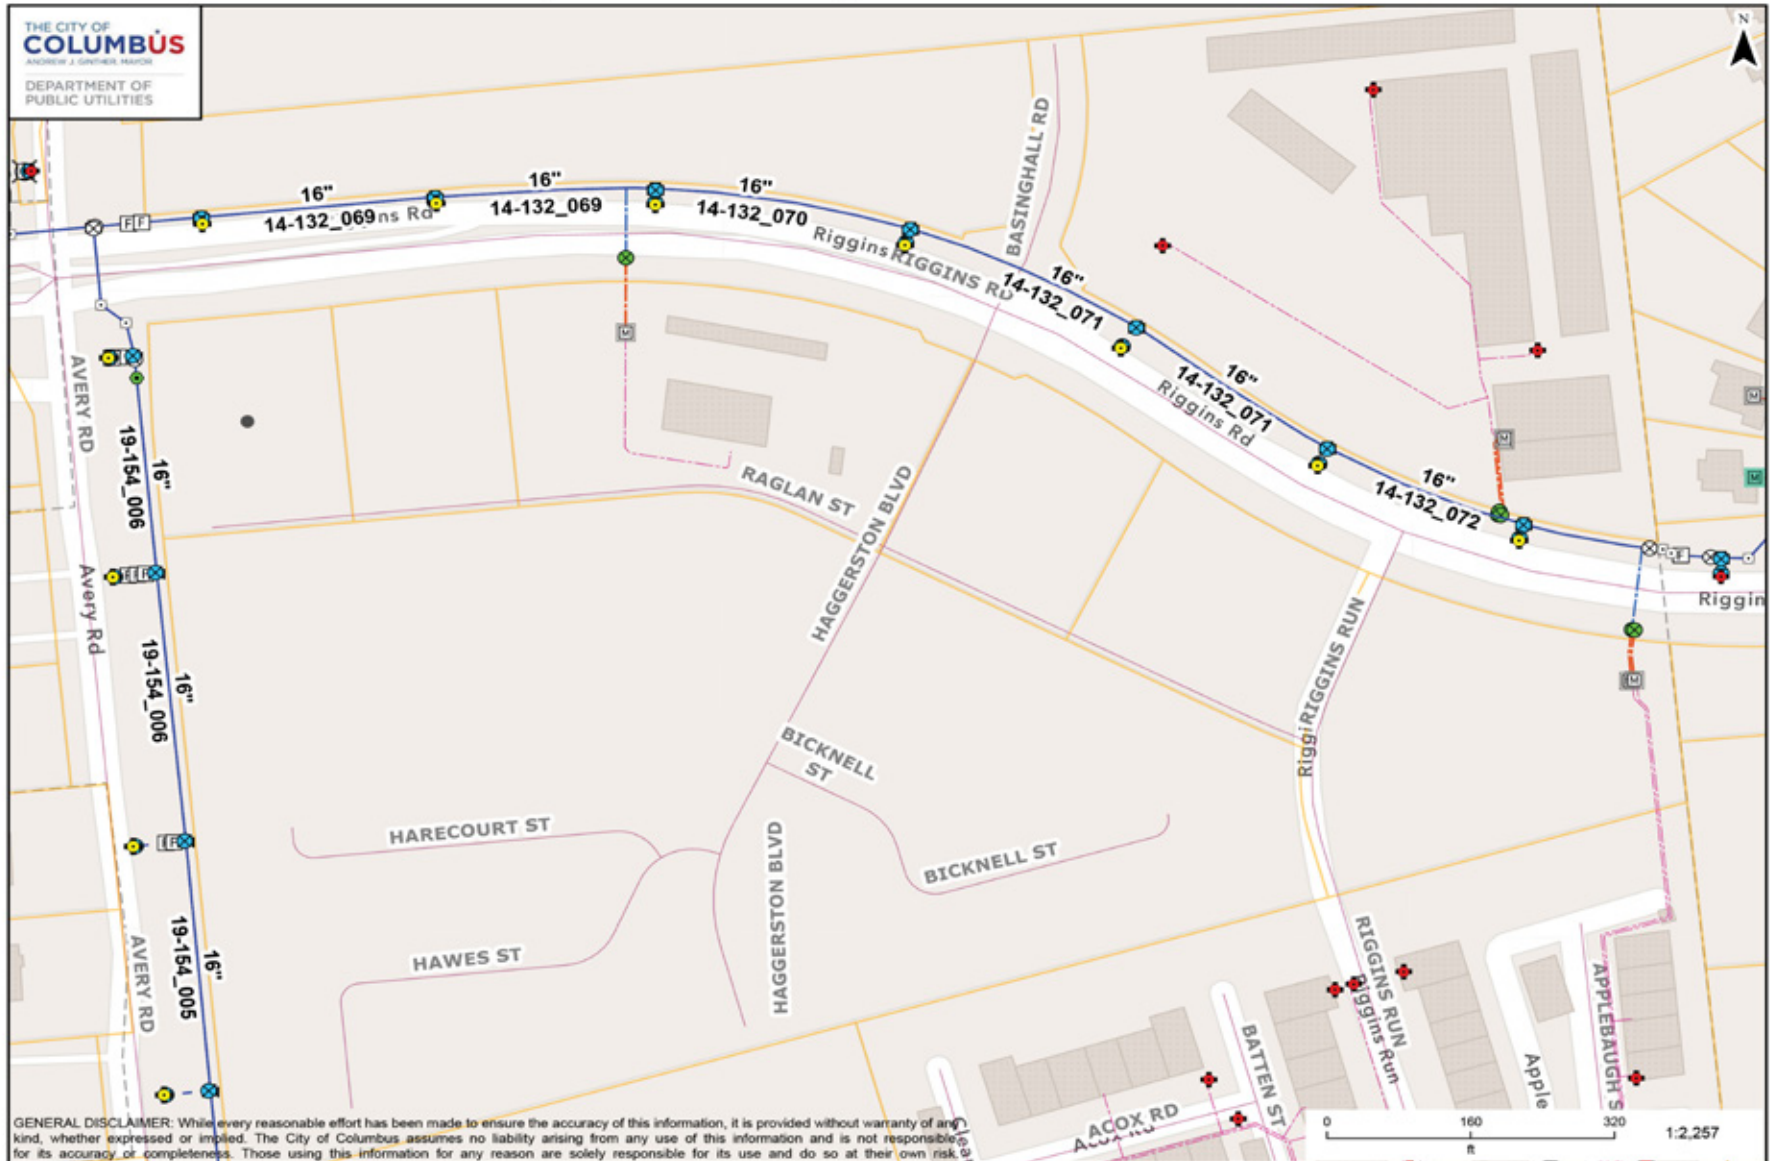 THE CITY OF
COLUMBUS
ANDREW J. GINTHER, MAYOR
DEPARTMENT OF
PUBLIC UTILITIES
N
16"
14-132_069
ns Rd
16"
14-132_069
16"
14-132_070
Riggins
RIGGINS RD
BASINGHALL RD
16"
14-132_071
16"
14-132_071
Riggins Rd
16"
14-132_072
Riggin
F
F
AVERY RD
16"
19-154_006
Avery Rd
16"
19-154_006
16"
19-154_005
AVERY RD
M
M
M
M
M
F
F
F
RAGLAN ST
HAGGERSTON BLVD
BICKNELL
ST
BICKNELL ST
HARECOURT ST
HAWES ST
HAGGERSTON BLVD
RIGGINS RUN
Riggi
RIGGINS RUN
Riggins Run
APPLEBAUGH S
Apple
BATTEN ST
ACOX RD
Clear
0 160 320
ft
1:2,257
GENERAL DISCLAIMER: While every reasonable effort has been made to ensure the accuracy of this information, it is provided without warranty of any
kind, whether expressed or implied. The City of Columbus assumes no liability arising from any use of this information and is not responsible
for its accuracy or completeness. Those using this information for any reason are solely responsible for its use and do so at their own risk.